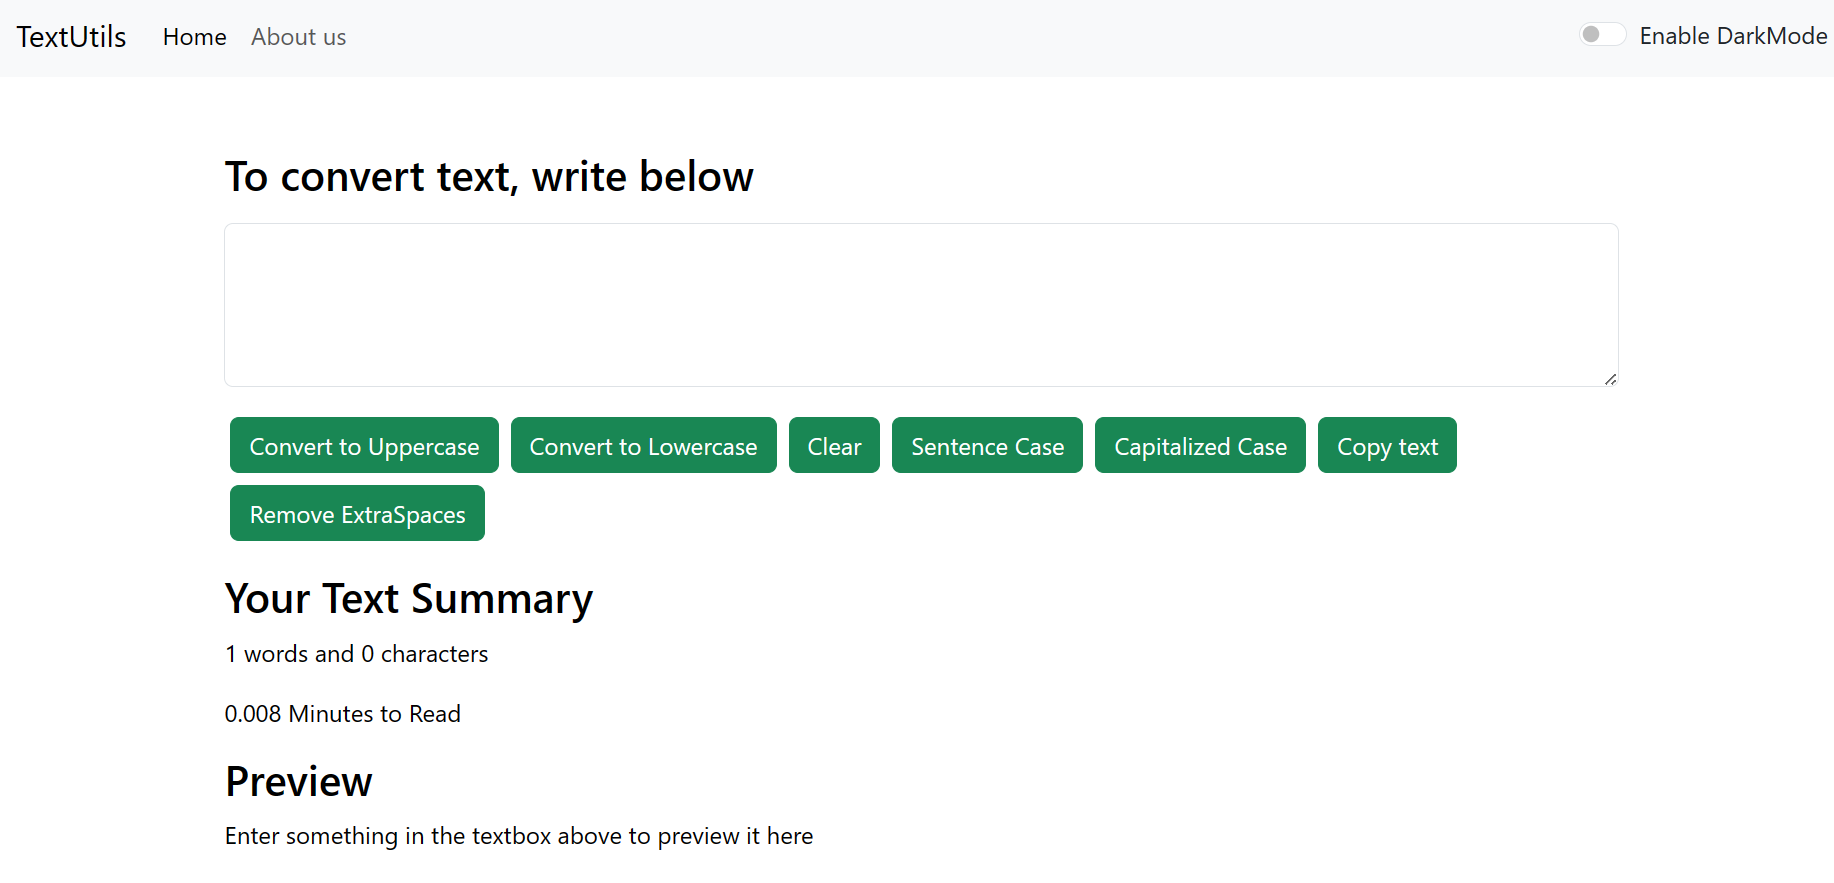 TextUtils Home About us Enable DarkMode
To convert text, write below
Convert to Uppercase Convert to Lowercase Clear Sentence Case Capitalized Case Copy text
Remove ExtraSpaces
Your Text Summary
1 words and 0 characters
0.008 Minutes to Read
Preview
Enter something in the textbox above to preview it here